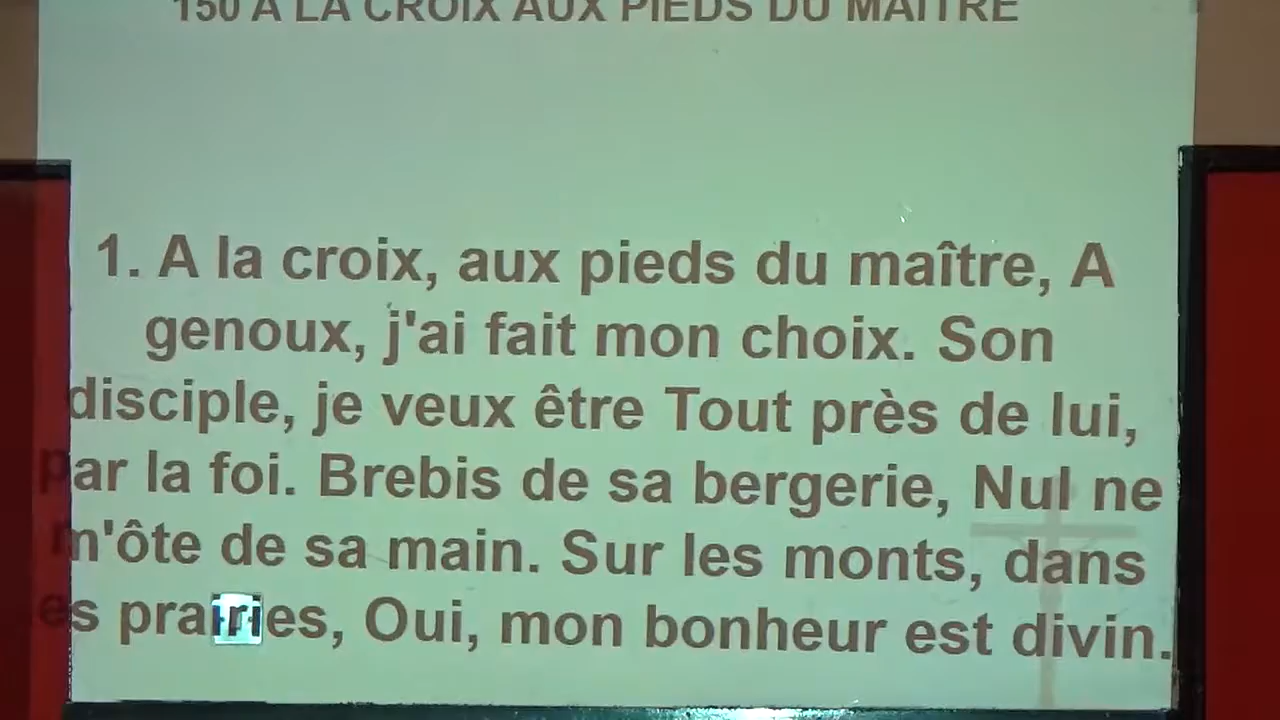 150 A LA CROIX AUX PIEDS DU MAITRE
1. A la croix, aux pieds du maître, A
genoux, j'ai fait mon choix. Son
disciple, je veux être Tout près de lui,
par la foi. Brebis de sa bergerie, Nul ne
m'ôte de sa main. Sur les monts, dans
es prairies, Oui, mon bonheur est divin.